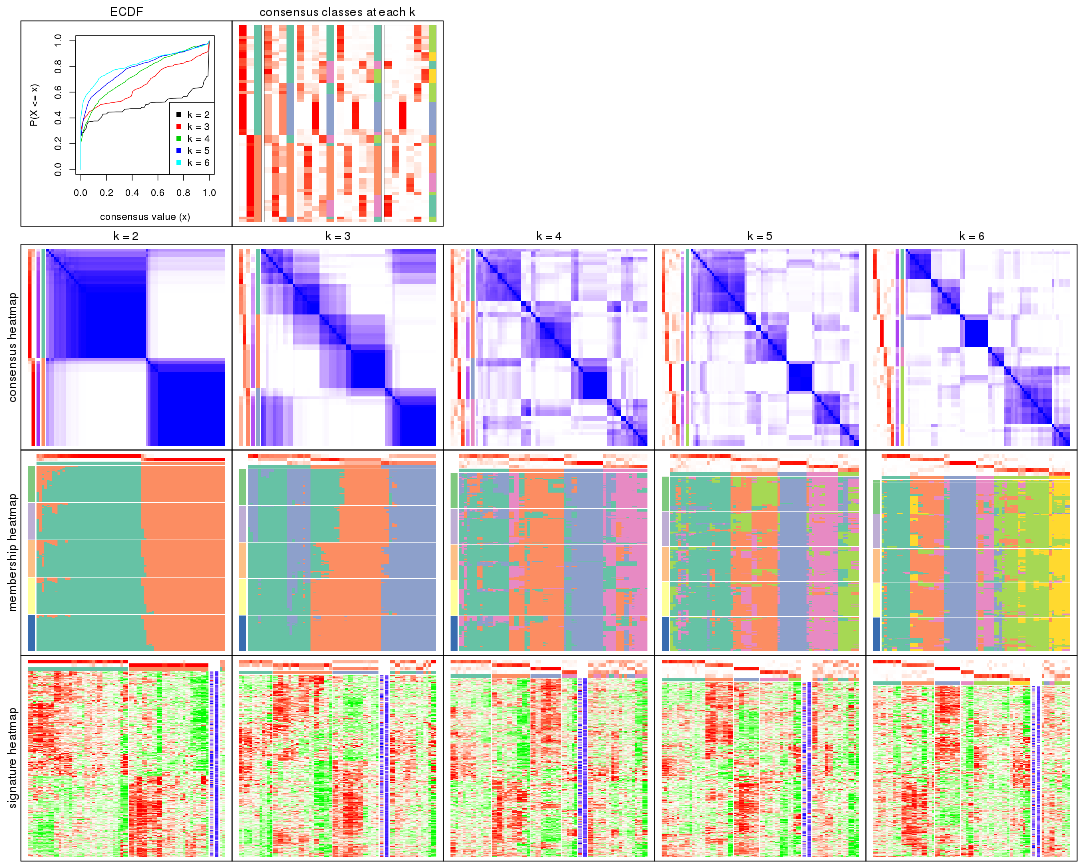 ECDF
consensus classes at each k
P(X <= x)
0.0 0.2 0.4 0.6 0.8 1.0
k = 2
k = 3
k = 4
k = 5
k = 6
0.0 0.2 0.4 0.6 0.8 1.0
consensus value (x)
k = 2
k = 3
k = 4
k = 5
k = 6
consensus heatmap
membership heatmap
signature heatmap